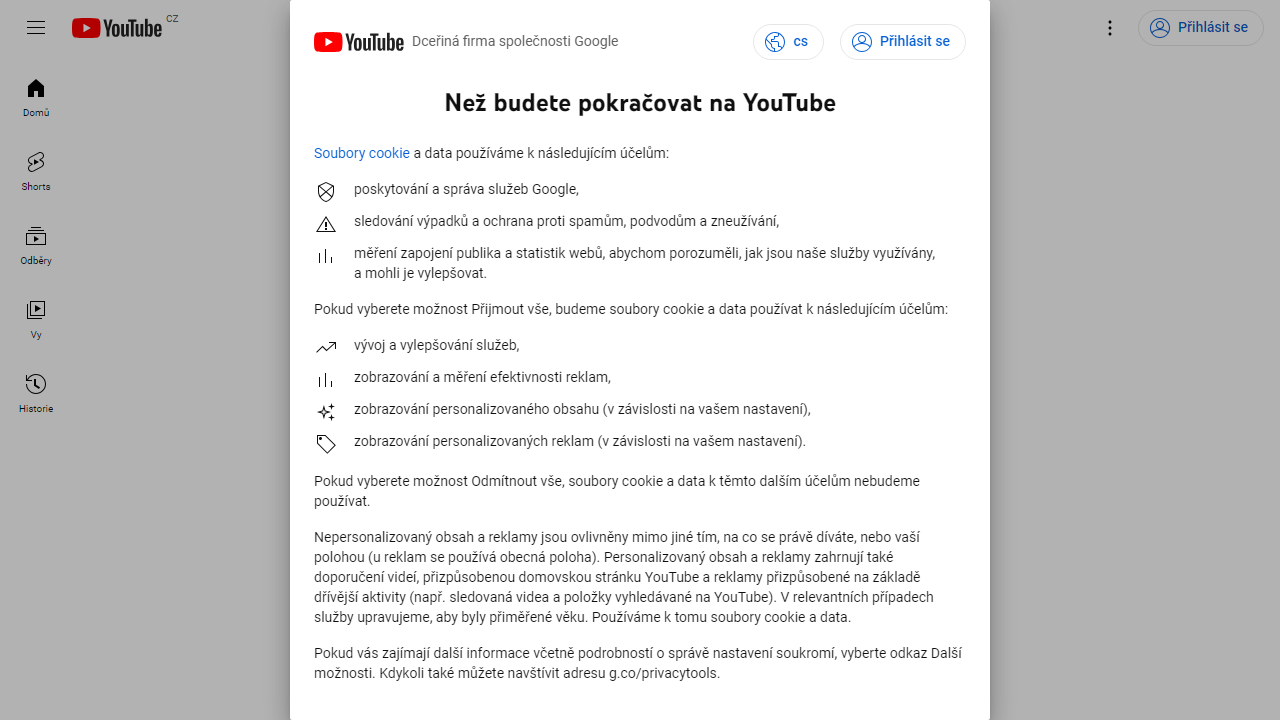 YouTube CZ
Přihlásit se
Domů
Shorts
Odběry
Vy
Historie
YouTube Dceřiná firma společnosti Google
cs
Přihlásit se
Než budete pokračovat na YouTube
Soubory cookie a data používáme k následujícím účelům:
poskytování a správa služeb Google,
sledování výpadků a ochrana proti spamům, podvodům a zneužívání,
měření zapojení publika a statistik webů, abychom porozuměli, jak jsou naše služby využívány,
a mohli je vylepšovat.
Pokud vyberete možnost Přijmout vše, budeme soubory cookie a data používat k následujícím účelům:
vývoj a vylepšování služeb,
zobrazování a měření efektivnosti reklam,
zobrazování personalizovaného obsahu (v závislosti na vašem nastavení),
zobrazování personalizovaných reklam (v závislosti na vašem nastavení).
Pokud vyberete možnost Odmítnout vše, soubory cookie a data k těmto dalším účelům nebudeme
používat.
Nepersonalizovaný obsah a reklamy jsou ovlivněny mimo jiné tím, na co se právě díváte, nebo vaší
polohou (u reklam se používá obecná poloha). Personalizovaný obsah a reklamy zahrnují také
doporučení videí, přizpůsobenou domovskou stránku YouTube a reklamy přizpůsobené na základě
dřívější aktivity (např. sledovaná videa a položky vyhledávané na YouTube). V relevantních případech
služby upravujeme, aby byly přiměřené věku. Používáme k tomu soubory cookie a data.
Pokud vás zajímají další informace včetně podrobností o správě nastavení soukromí, vyberte odkaz Další
možnosti. Kdykoli také můžete navštívit adresu g.co/privacytools.